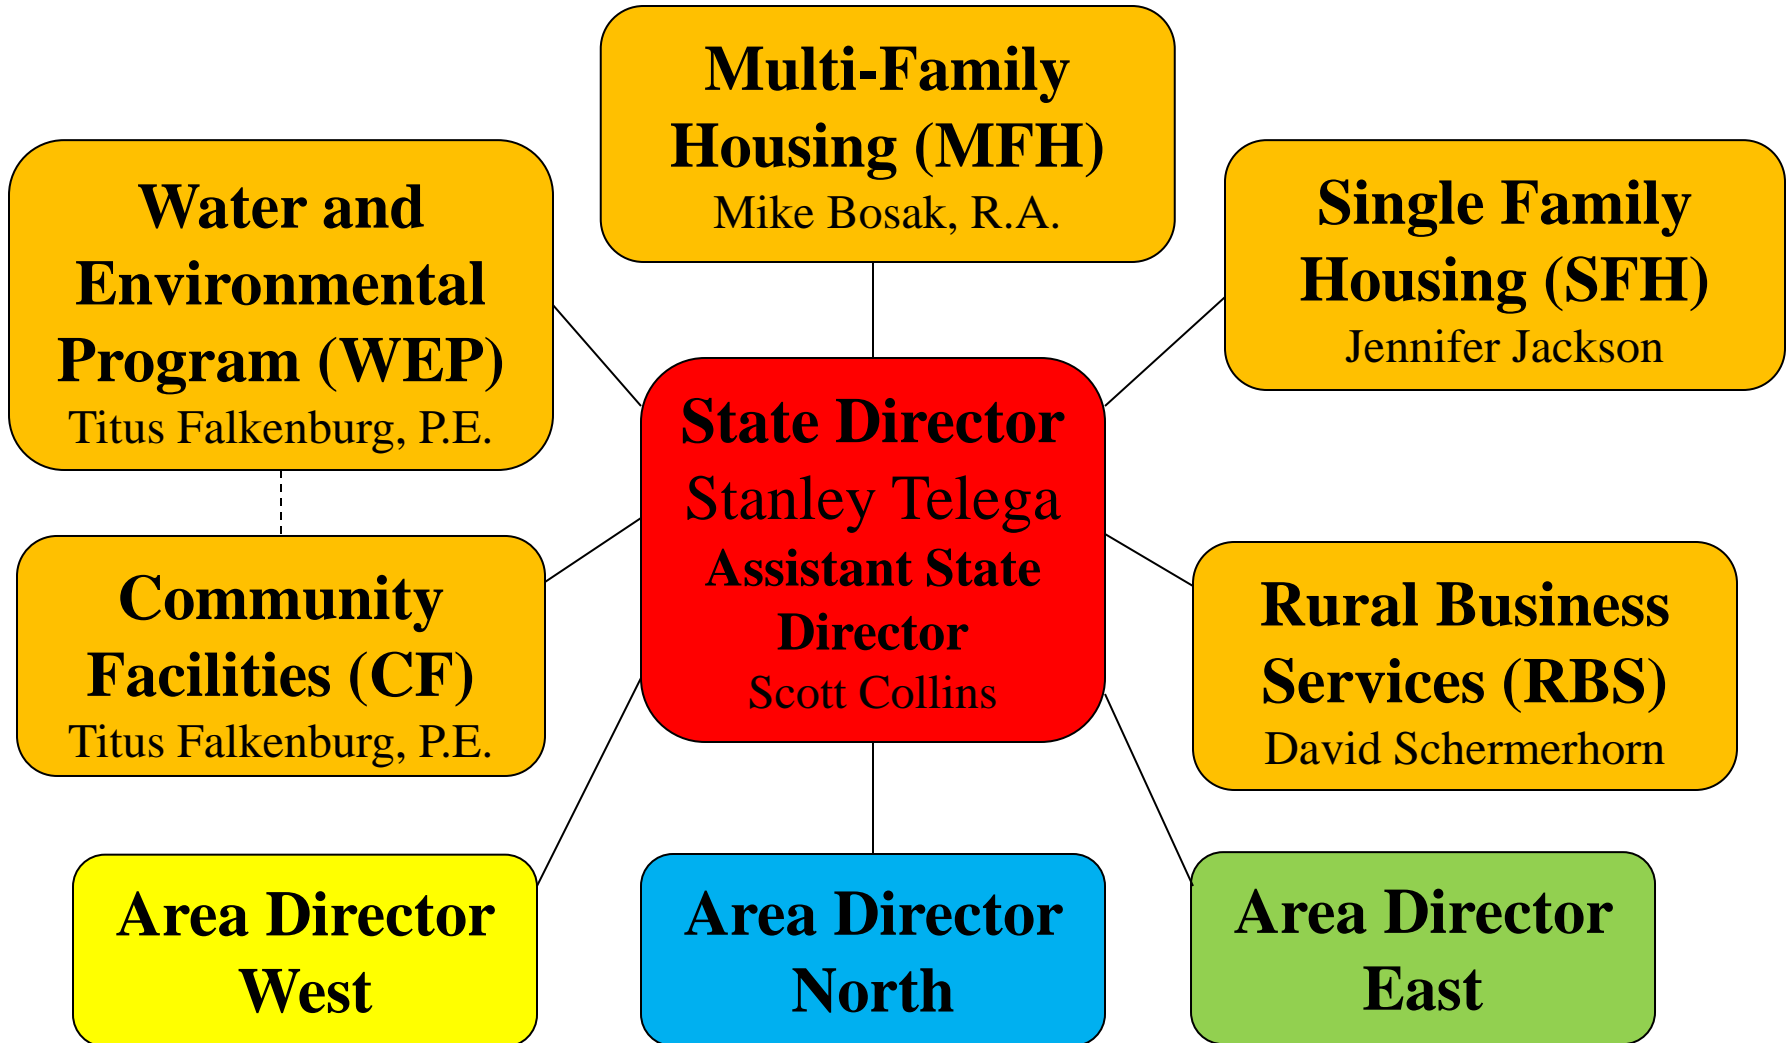 Multi-Family
Housing (MFH)
Mike Bosak, R.A.
Water and
Environmental
Program (WEP)
Titus Falkenburg, P.E.
Single Family
Housing (SFH)
Jennifer Jackson
State Director
Stanley Telega
Assistant State
Director
Scott Collins
Community
Facilities (CF)
Titus Falkenburg, P.E.
Rural Business
Services (RBS)
David Schermerhorn
Area Director
West
Area Director
North
Area Director
East